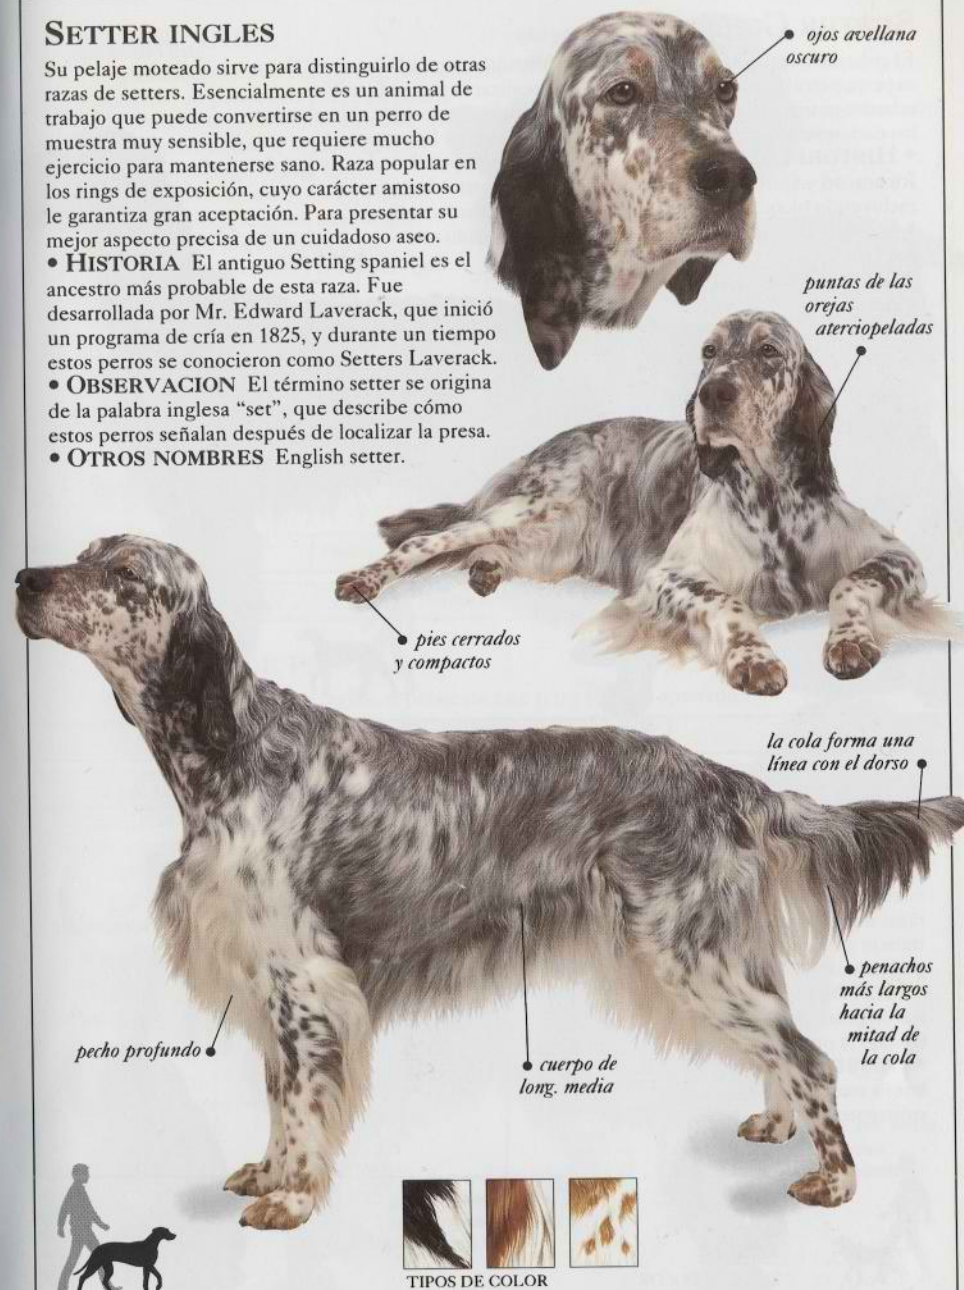 SETTER INGLES
Su pelaje moteado sirve para distinguirlo de otras
razas de setters. Esencialmente es un animal de
trabajo que puede convertirse en un perro de
muestra muy sensible, que requiere mucho
ejercicio para mantenerse sano. Raza popular en
los rings de exposición, cuyo carácter amistoso
le garantiza gran aceptación. Para presentar su
mejor aspecto precisa de un cuidadoso aseo.
• HISTORIA El antiguo Setting spaniel es el
ancestro más probable de esta raza. Fue
desarrollada por Mr. Edward Laverack, que inició
un programa de cría en 1825, y durante un tiempo
estos perros se conocieron como Setters Laverack.
• OBSERVACION El término setter se origina
de la palabra inglesa “set”, que describe cómo
estos perros señalan después de localizar la presa.
• OTROS NOMBRES English setter.
ojos avellana
oscuro
puntas de las
orejas
aterciopeladas
pies cerrados
y compactos
la cola forma una
línea con el dorso
penachos
más largos
hacia la
mitad de
la cola
pecho profundo
cuerpo de
long. media
TIPOS DE COLOR